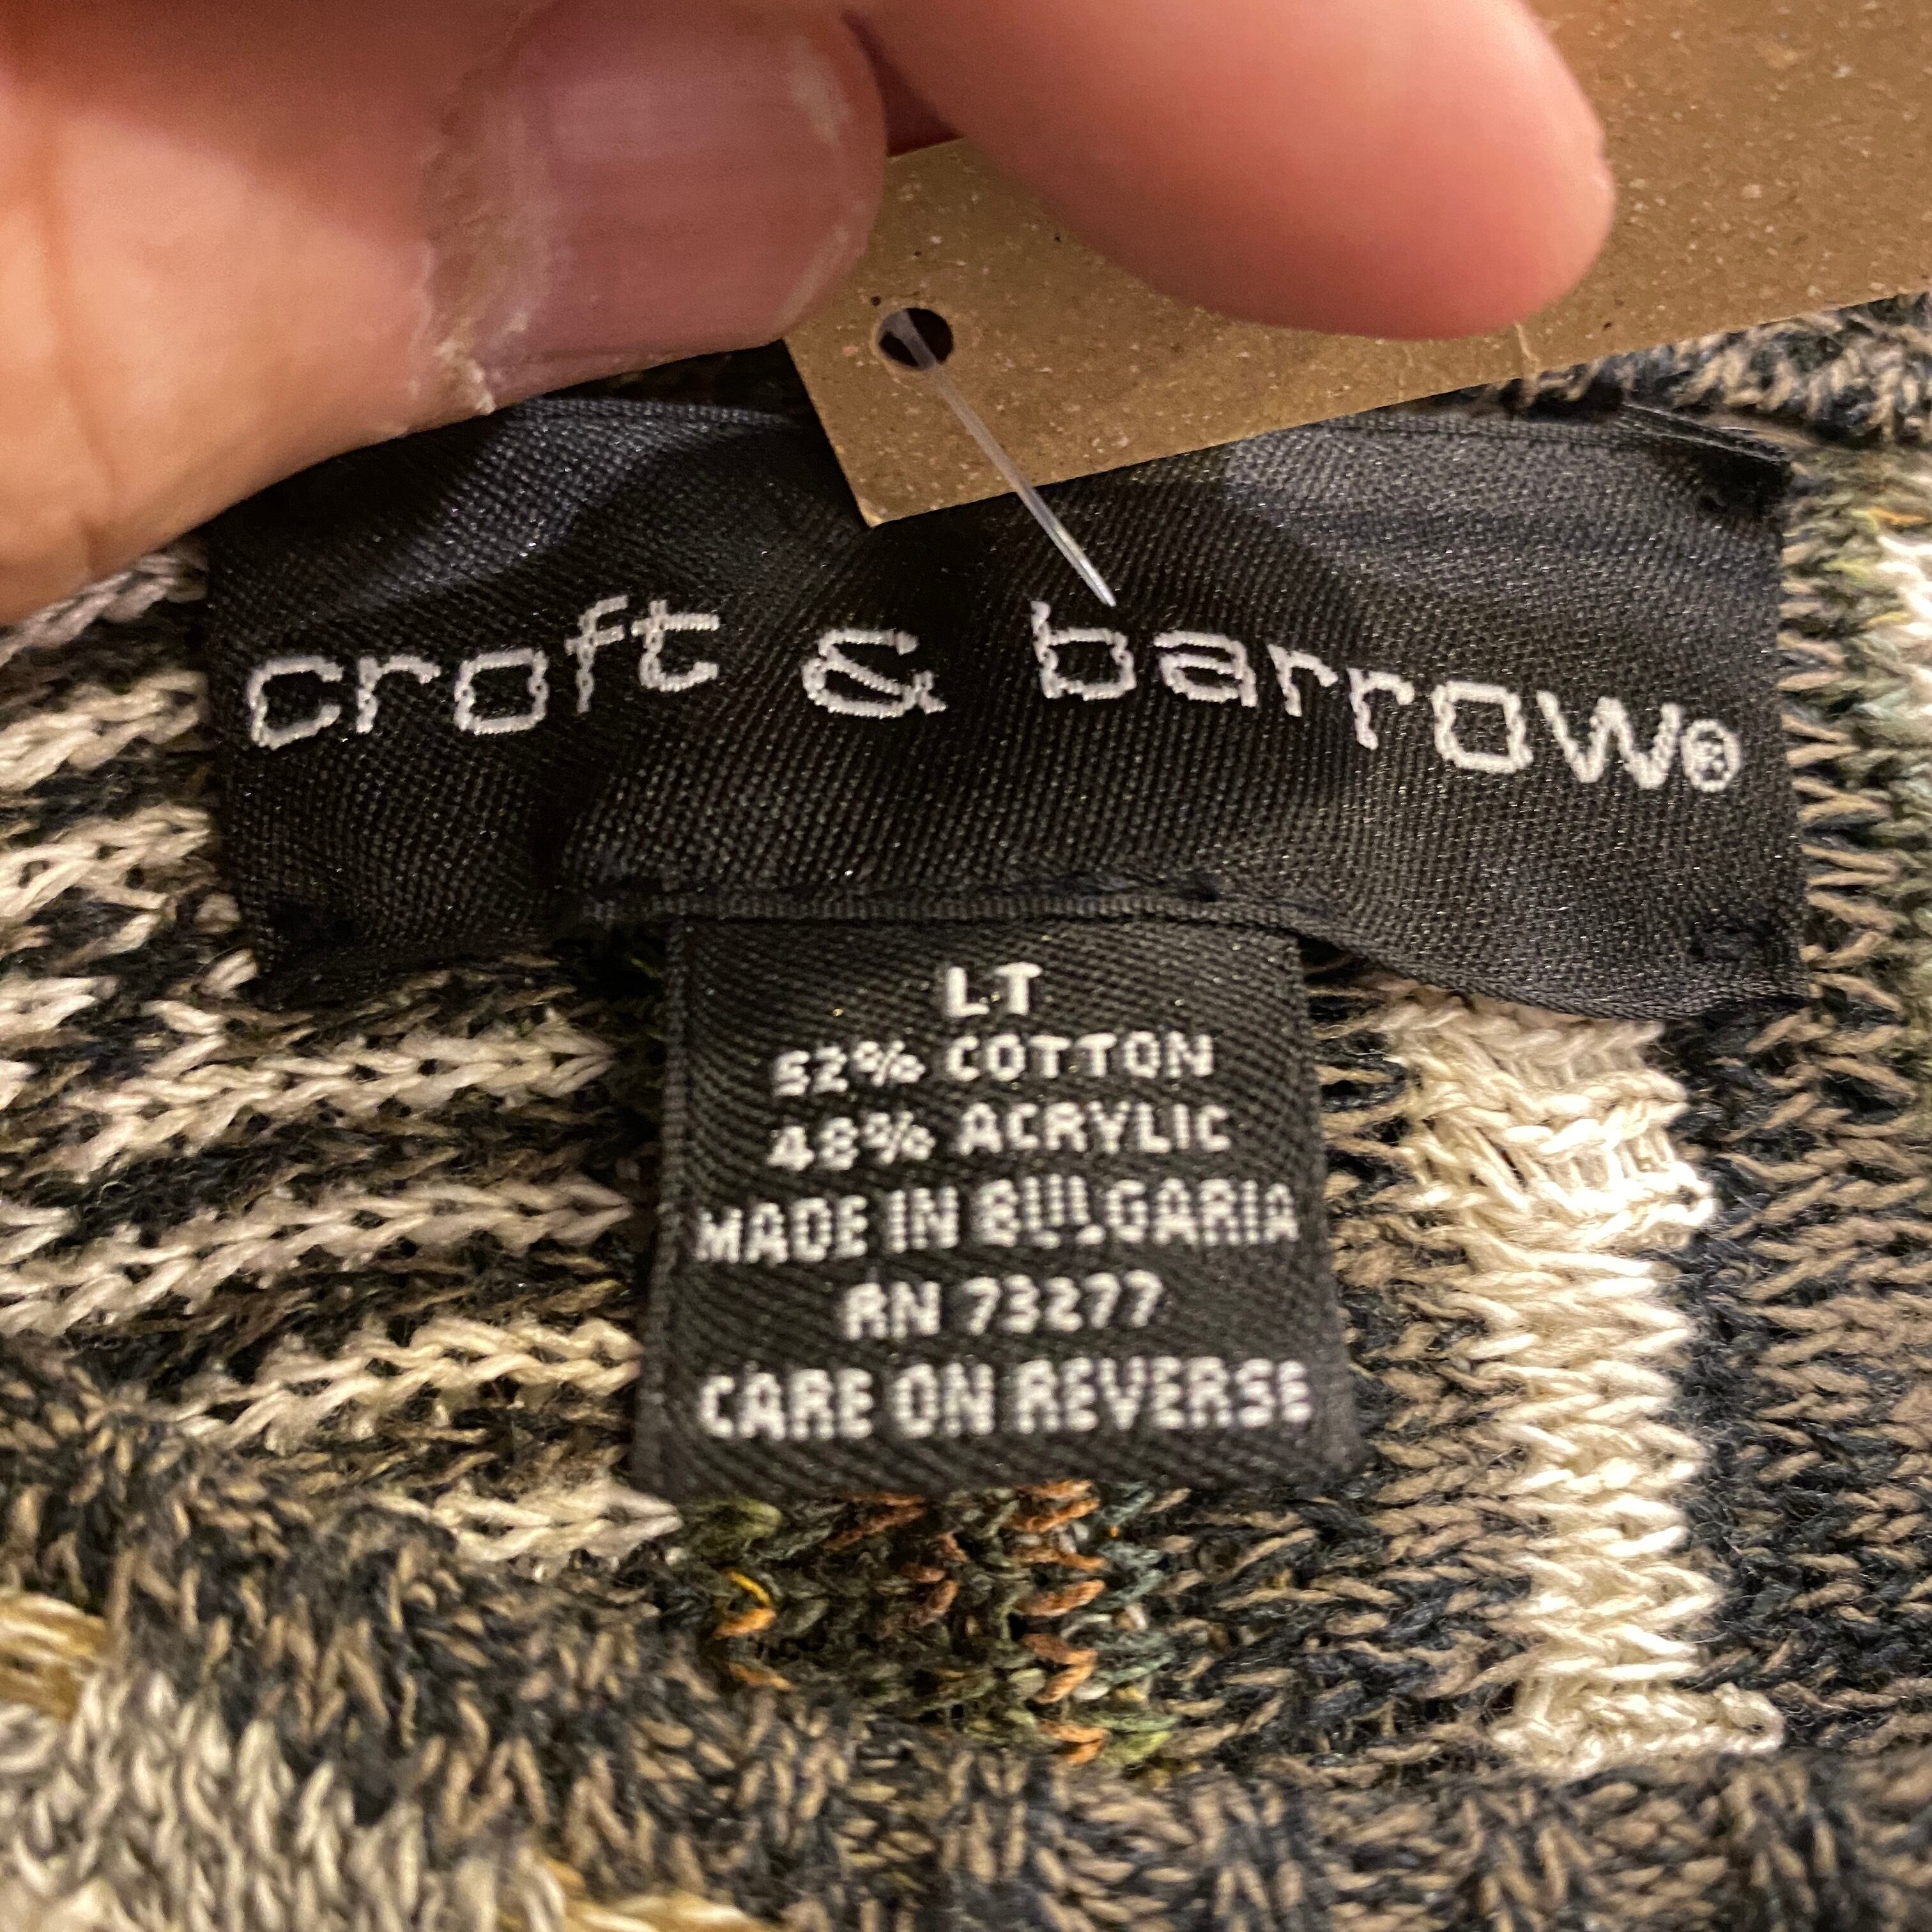 croft & barrow®
LT
52% COTTON
48% ACRYLIC
MADE IN BULGARIA
RN 73277
CARE ON REVERSE